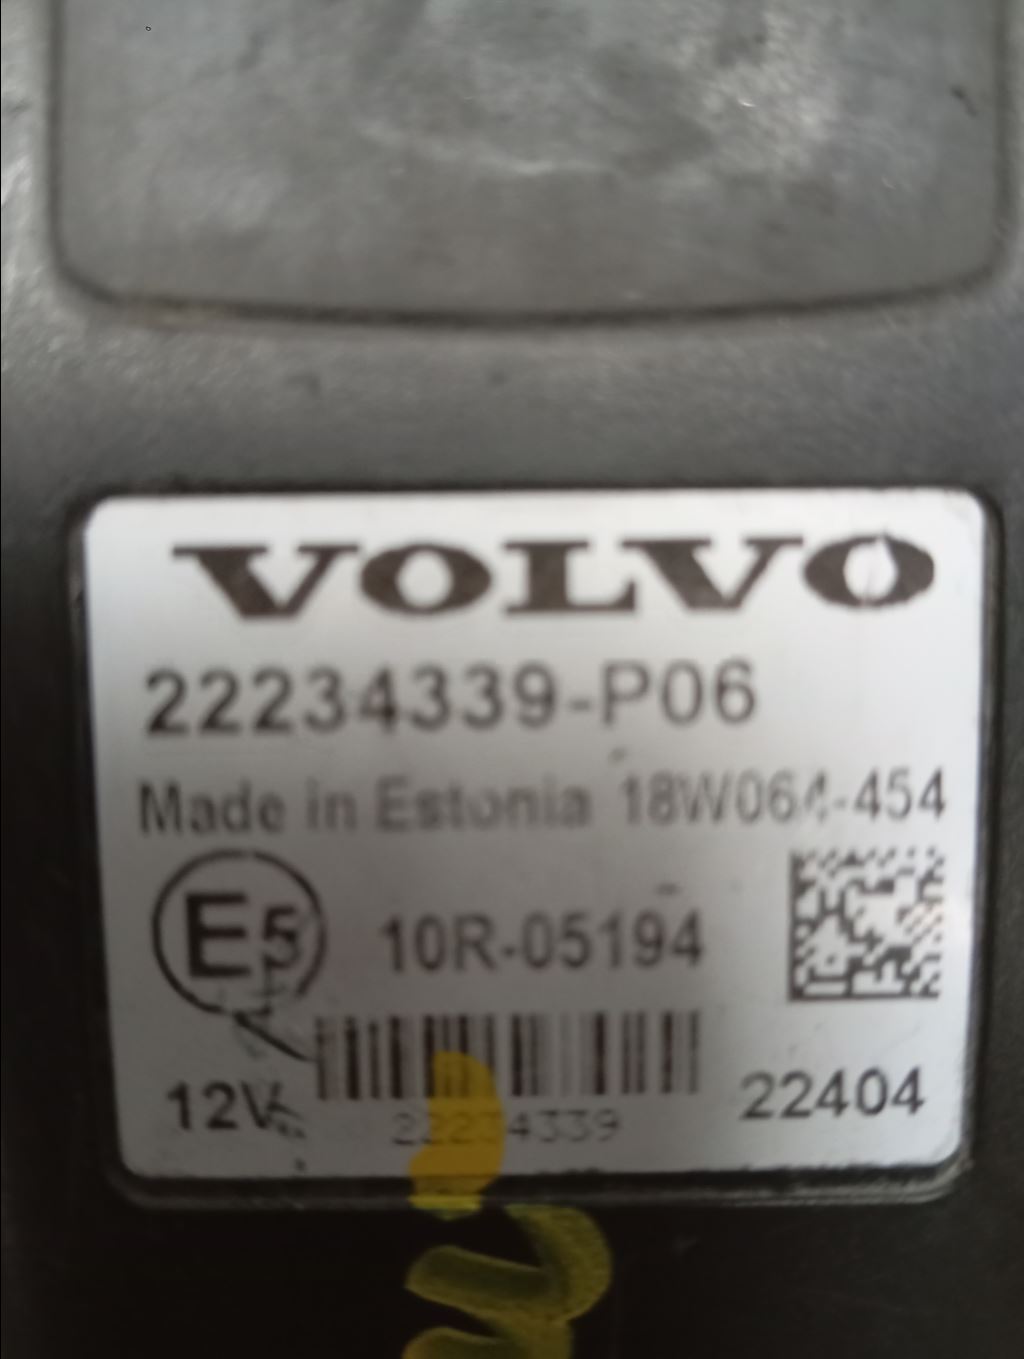 VOLVO
22234339-P06
Made in Estonia 18W064-454
E5 10R-05194
12V 22404
22234339